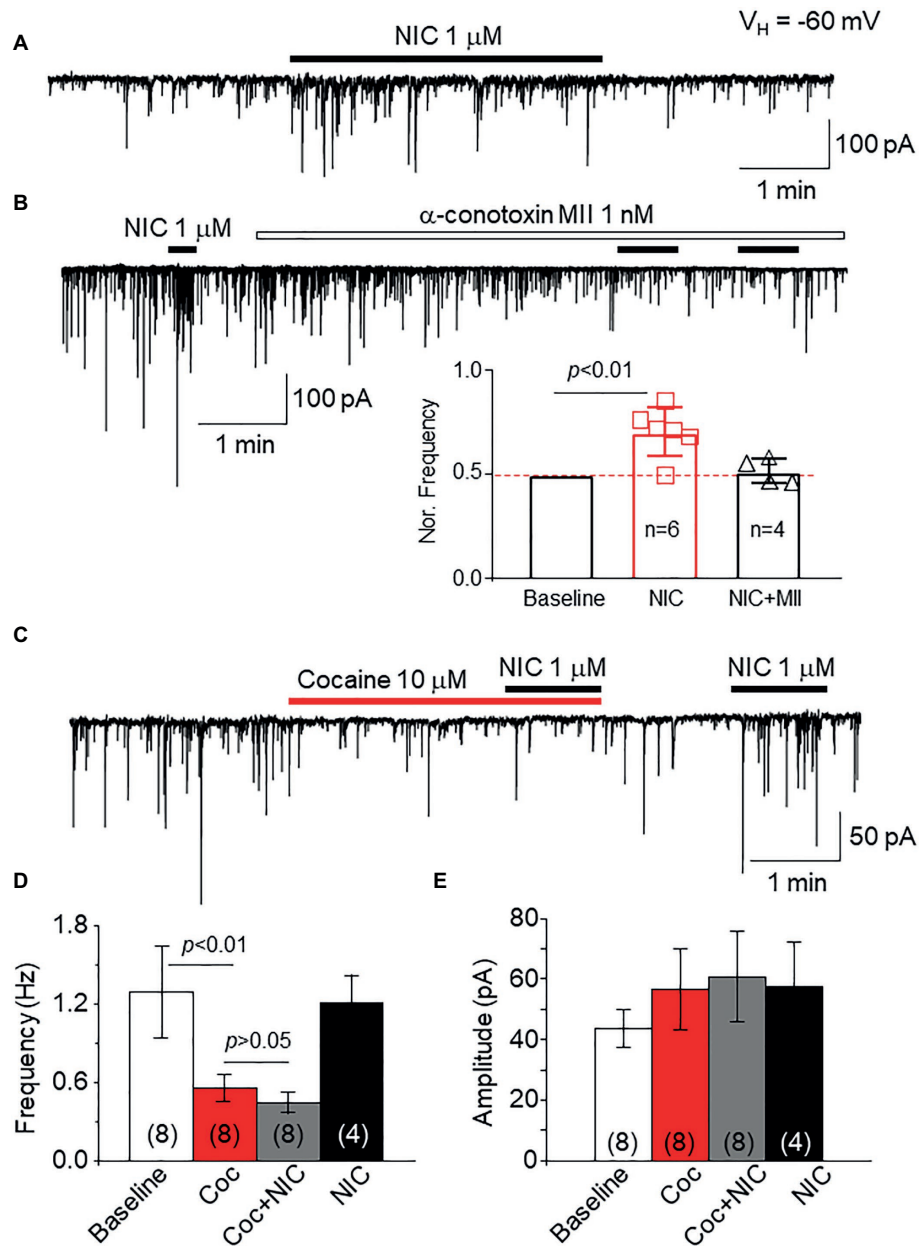 A
NIC 1 μM
V_H = -60 mV
100 pA
1 min
B
NIC 1 μM
α-conotoxin MII 1 nM
100 pA
1 min
p<0.01
1.0
0.5
0.0
Nor. Frequency
n=6
n=4
Baseline
NIC
NIC+MII
C
Cocaine 10 μM
NIC 1 μM
NIC 1 μM
50 pA
1 min
D
1.8
1.2
0.6
0.0
Frequency (Hz)
p<0.01
p>0.05
(8)
(8)
(8)
(4)
Baseline
Coc
Coc+NIC
NIC
E
80
60
40
20
0
Amplitude (pA)
(8)
(8)
(8)
(4)
Baseline
Coc
Coc+NIC
NIC